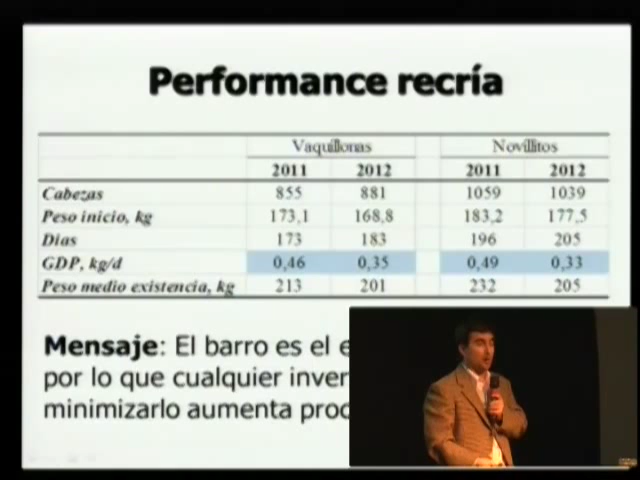 Performance recría
Vaquillonas Novillitos
2011 2012 2011 2012
Cabezas 855 881 1059 1039
Peso inicio, kg 173,1 168,8 183,2 177,5
Dias 173 183 196 205
GDP, kg/d 0,46 0,35 0,49 0,33
Peso medio existencia, kg 213 201 232 205
Mensaje: El barro es el
por lo que cualquier inver
minimizarlo aumenta proc